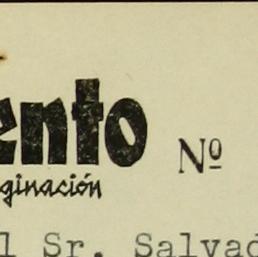 ento Nº
ginación
l Sr. Salvad